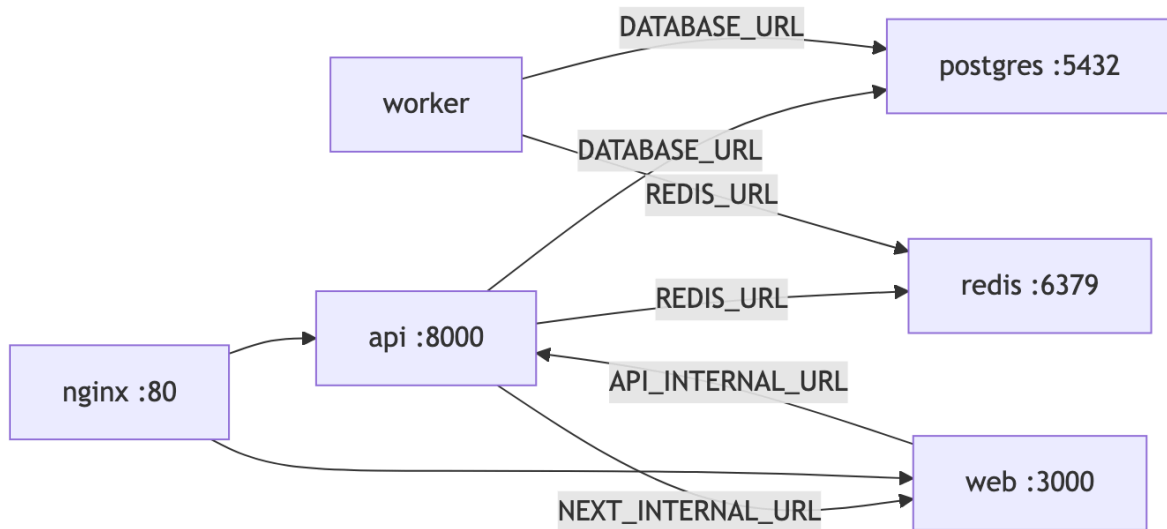 DATABASE_URL
postgres :5432
worker
DATABASE_URL
REDIS_URL
redis :6379
REDIS_URL
api :8000
nginx :80
API_INTERNAL_URL
web :3000
NEXT_INTERNAL_URL